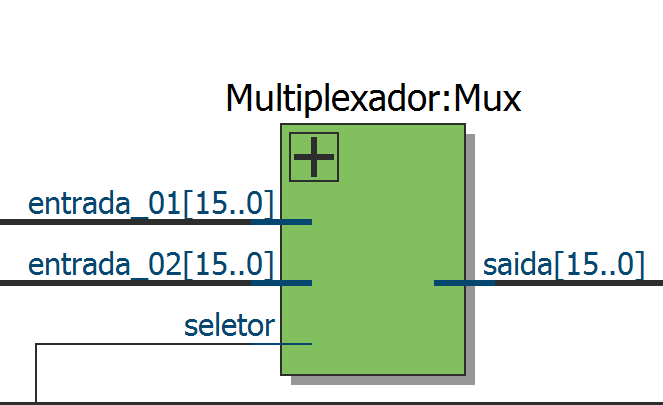 Multiplexador:Mux
entrada_01[15..0]
entrada_02[15..0]
saida[15..0]
seletor